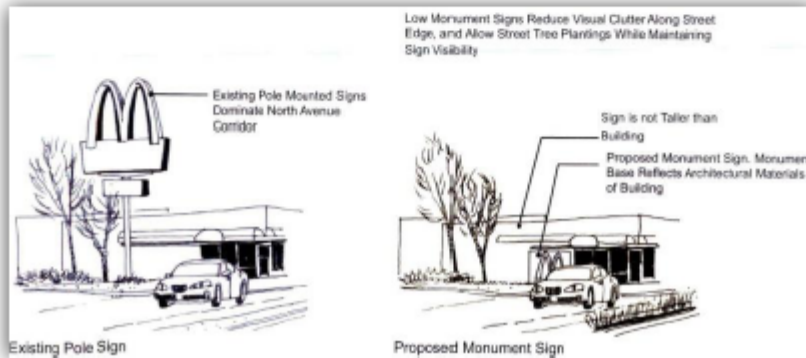 Low Monument Signs Reduce Visual Clutter Along Street
Edge, and Allow Street Tree Plantings While Maintaining
Sign Visibility
Existing Pole Mounted Signs
Dominate North Avenue
Corridor
Sign is not Taller than
Building
Proposed Monument Sign. Monument
Base Reflects Architectural Materials
of Building
Existing Pole Sign
Proposed Monument Sign